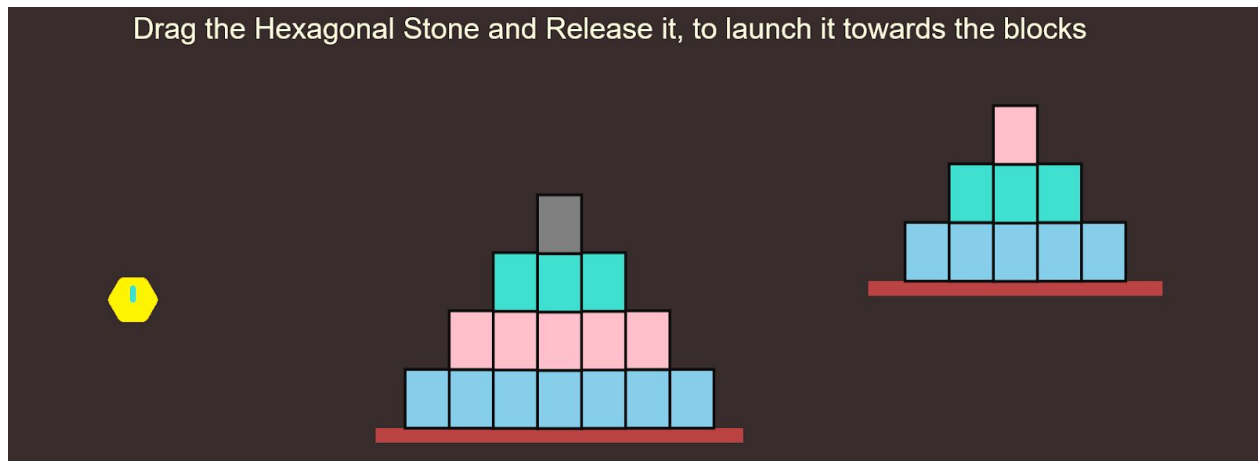 Drag the Hexagonal Stone and Release it, to launch it towards the blocks